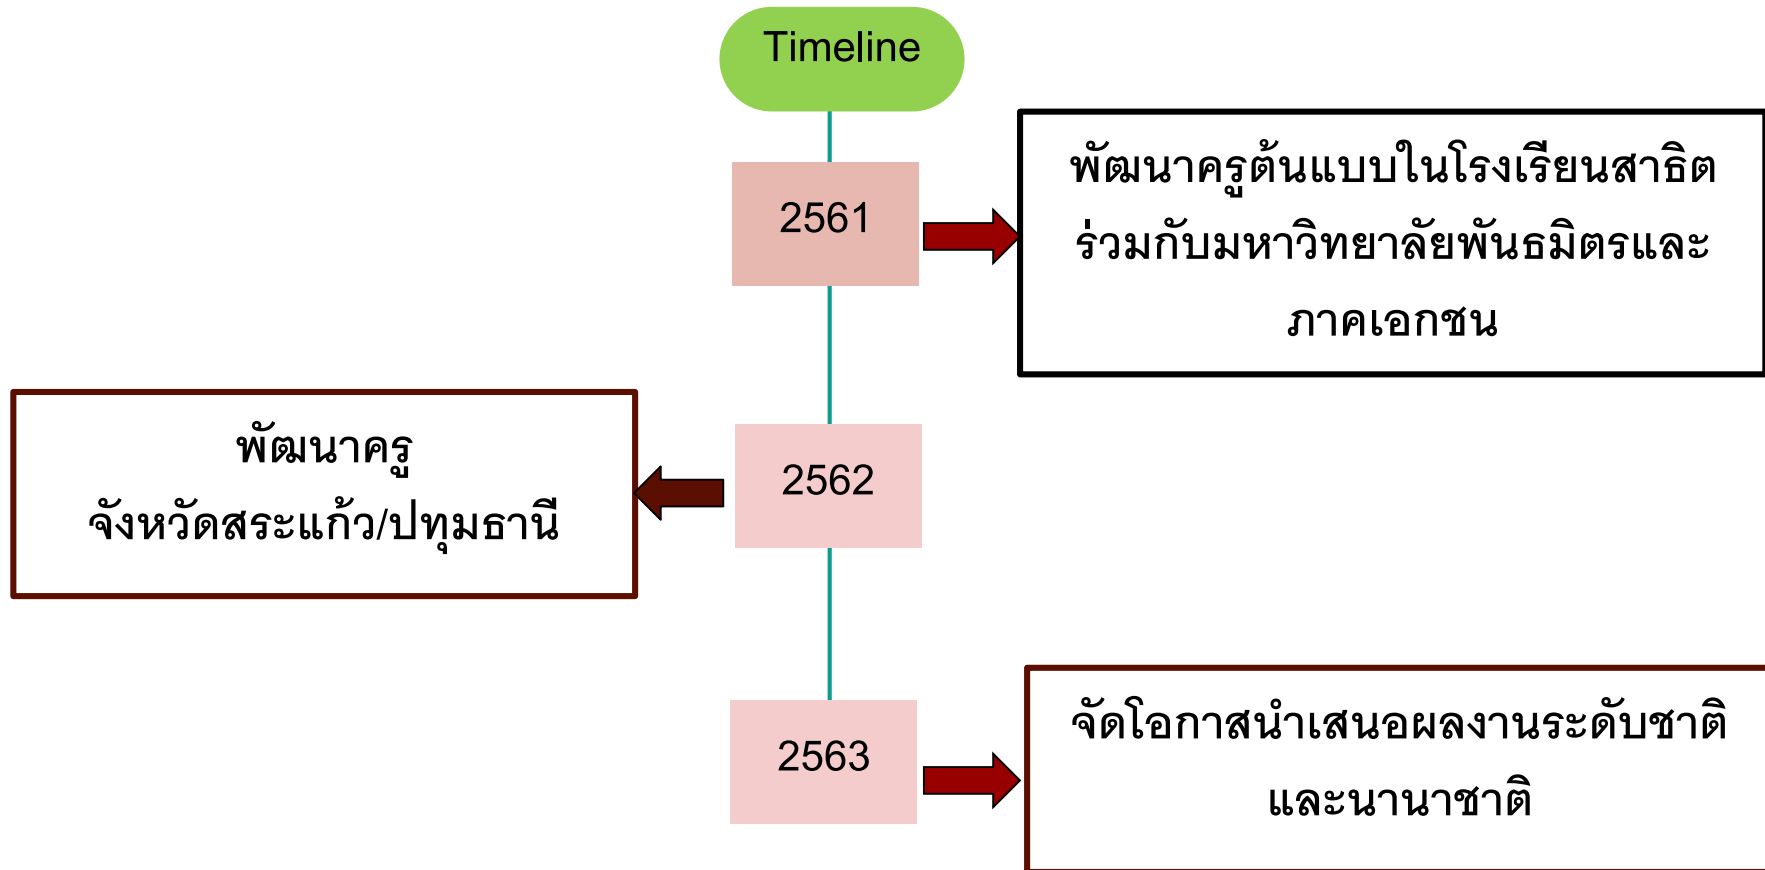 Timeline
2561
พัฒนาครูต้นแบบในโรงเรียนสาธิต
ร่วมกับมหาวิทยาลัยพันธมิตรและ
ภาคเอกชน
2562
พัฒนาครู
จังหวัดสระแก้ว/ปทุมธานี
2563
จัดโอกาสนำเสนอผลงานระดับชาติ
และนานาชาติ